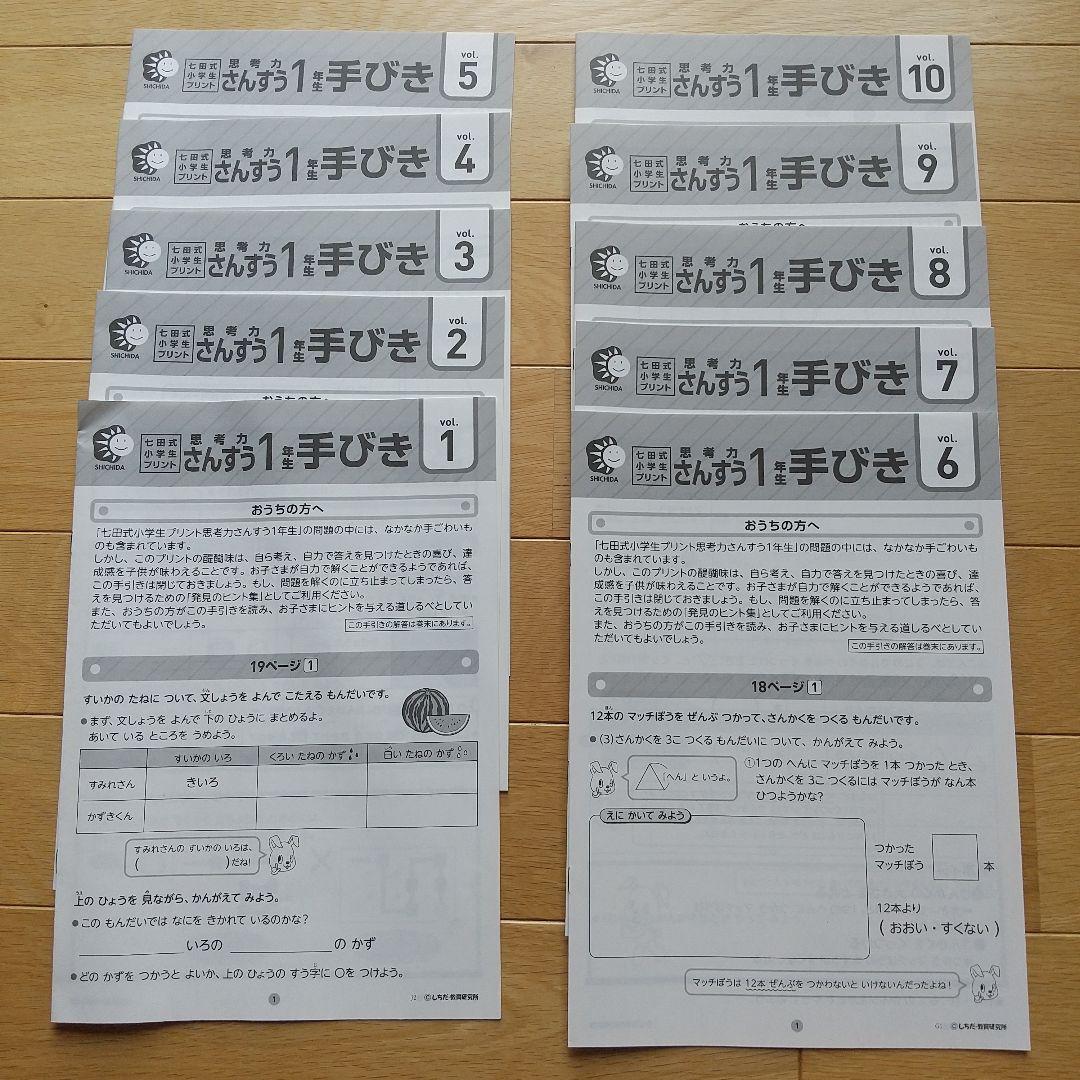 SHICHIDA
七田式
小学生
プリント
思考力
さんすう1年生 手びき
vol.
5
SHICHIDA
七田式
小学生
プリント
思考力
さんすう1年生 手びき
vol.
4
SHICHIDA
七田式
小学生
プリント
思考力
さんすう1年生 手びき
vol.
3
SHICHIDA
七田式
小学生
プリント
思考力
さんすう1年生 手びき
vol.
2
おうちの方へ
SHICHIDA
七田式
小学生
プリント
思考力
さんすう1年生 手びき
vol.
1
おうちの方へ
「七田式小学生プリント思考力さんすう1年生」の問題の中には、なかなか手ごわいも
のも含まれています。
しかし、このプリントの醍醐味は、自ら考え、自力で答えを見つけたときの喜び、達
成感を子供が味わえることです。お子さまが自力で解くことができるようであれば、
この手引きは閉じておきましょう。もし、問題を解くのに立ち止まってしまったら、答
えを見つけるための「発見のヒント集」としてご利用ください。
また、おうちの方がこの手引きを読み、お子さまにヒントを与える道しるべとしてい
ただいてもよいでしょう。
この手引きの解答は巻末にあります。
19ページ 1
すいかの たねに ついて、文しょうを よんで こたえる もんだいです。
● まず、文しょうを よんで 下の ひょうに まとめるよ。
あいて いる ところを うめよう。
すいかの いろ
くろい たねの かず
白い たねの かず
すみれさん
きいろ
かずきくん
すみれさんの すいかの いろは、
( )だね!
上の ひょうを 見ながら、かんがえて みよう。
● この もんだいでは なにを きかれて いるのかな?
いろの の かず
● どの かずを つかうと よいか、上の ひょうの すう字に 〇を つけよう。
1
©しちだ・教育研究所
SHICHIDA
七田式
小学生
プリント
思考力
さんすう1年生 手びき
vol.
10
SHICHIDA
七田式
小学生
プリント
思考力
さんすう1年生 手びき
vol.
9
おうちの方へ
SHICHIDA
七田式
小学生
プリント
思考力
さんすう1年生 手びき
vol.
8
SHICHIDA
七田式
小学生
プリント
思考力
さんすう1年生 手びき
vol.
7
SHICHIDA
七田式
小学生
プリント
思考力
さんすう1年生 手びき
vol.
6
おうちの方へ
「七田式小学生プリント思考力さんすう1年生」の問題の中には、なかなか手ごわいも
のも含まれています。
しかし、このプリントの醍醐味は、自ら考え、自力で答えを見つけたときの喜び、達
成感を子供が味わえることです。お子さまが自力で解くことができるようであれば、
この手引きは閉じておきましょう。もし、問題を解くのに立ち止まってしまったら、答
えを見つけるための「発見のヒント集」としてご利用ください。
また、おうちの方がこの手引きを読み、お子さまにヒントを与える道しるべとしてい
ただいてもよいでしょう。
この手引きの解答は巻末にあります。
18ページ 1
12本の マッチぼうを ぜんぶ つかって、さんかくを つくる もんだいです。
● (3)さんかくを 3こ つくる もんだいに ついて、かんがえて みよう。
「へん」と いうよ。
①1つの へんに マッチぼうを 1本 つかった とき、
さんかくを 3こ つくるには マッチぼうが なん本
ひつようかな?
えに かいて みよう
つかった
マッチぼう 本
12本より
( おおい・すくない )
マッチぼうは 12本 ぜんぶを つかわないと いけないんだったよね!
1
©しちだ・教育研究所